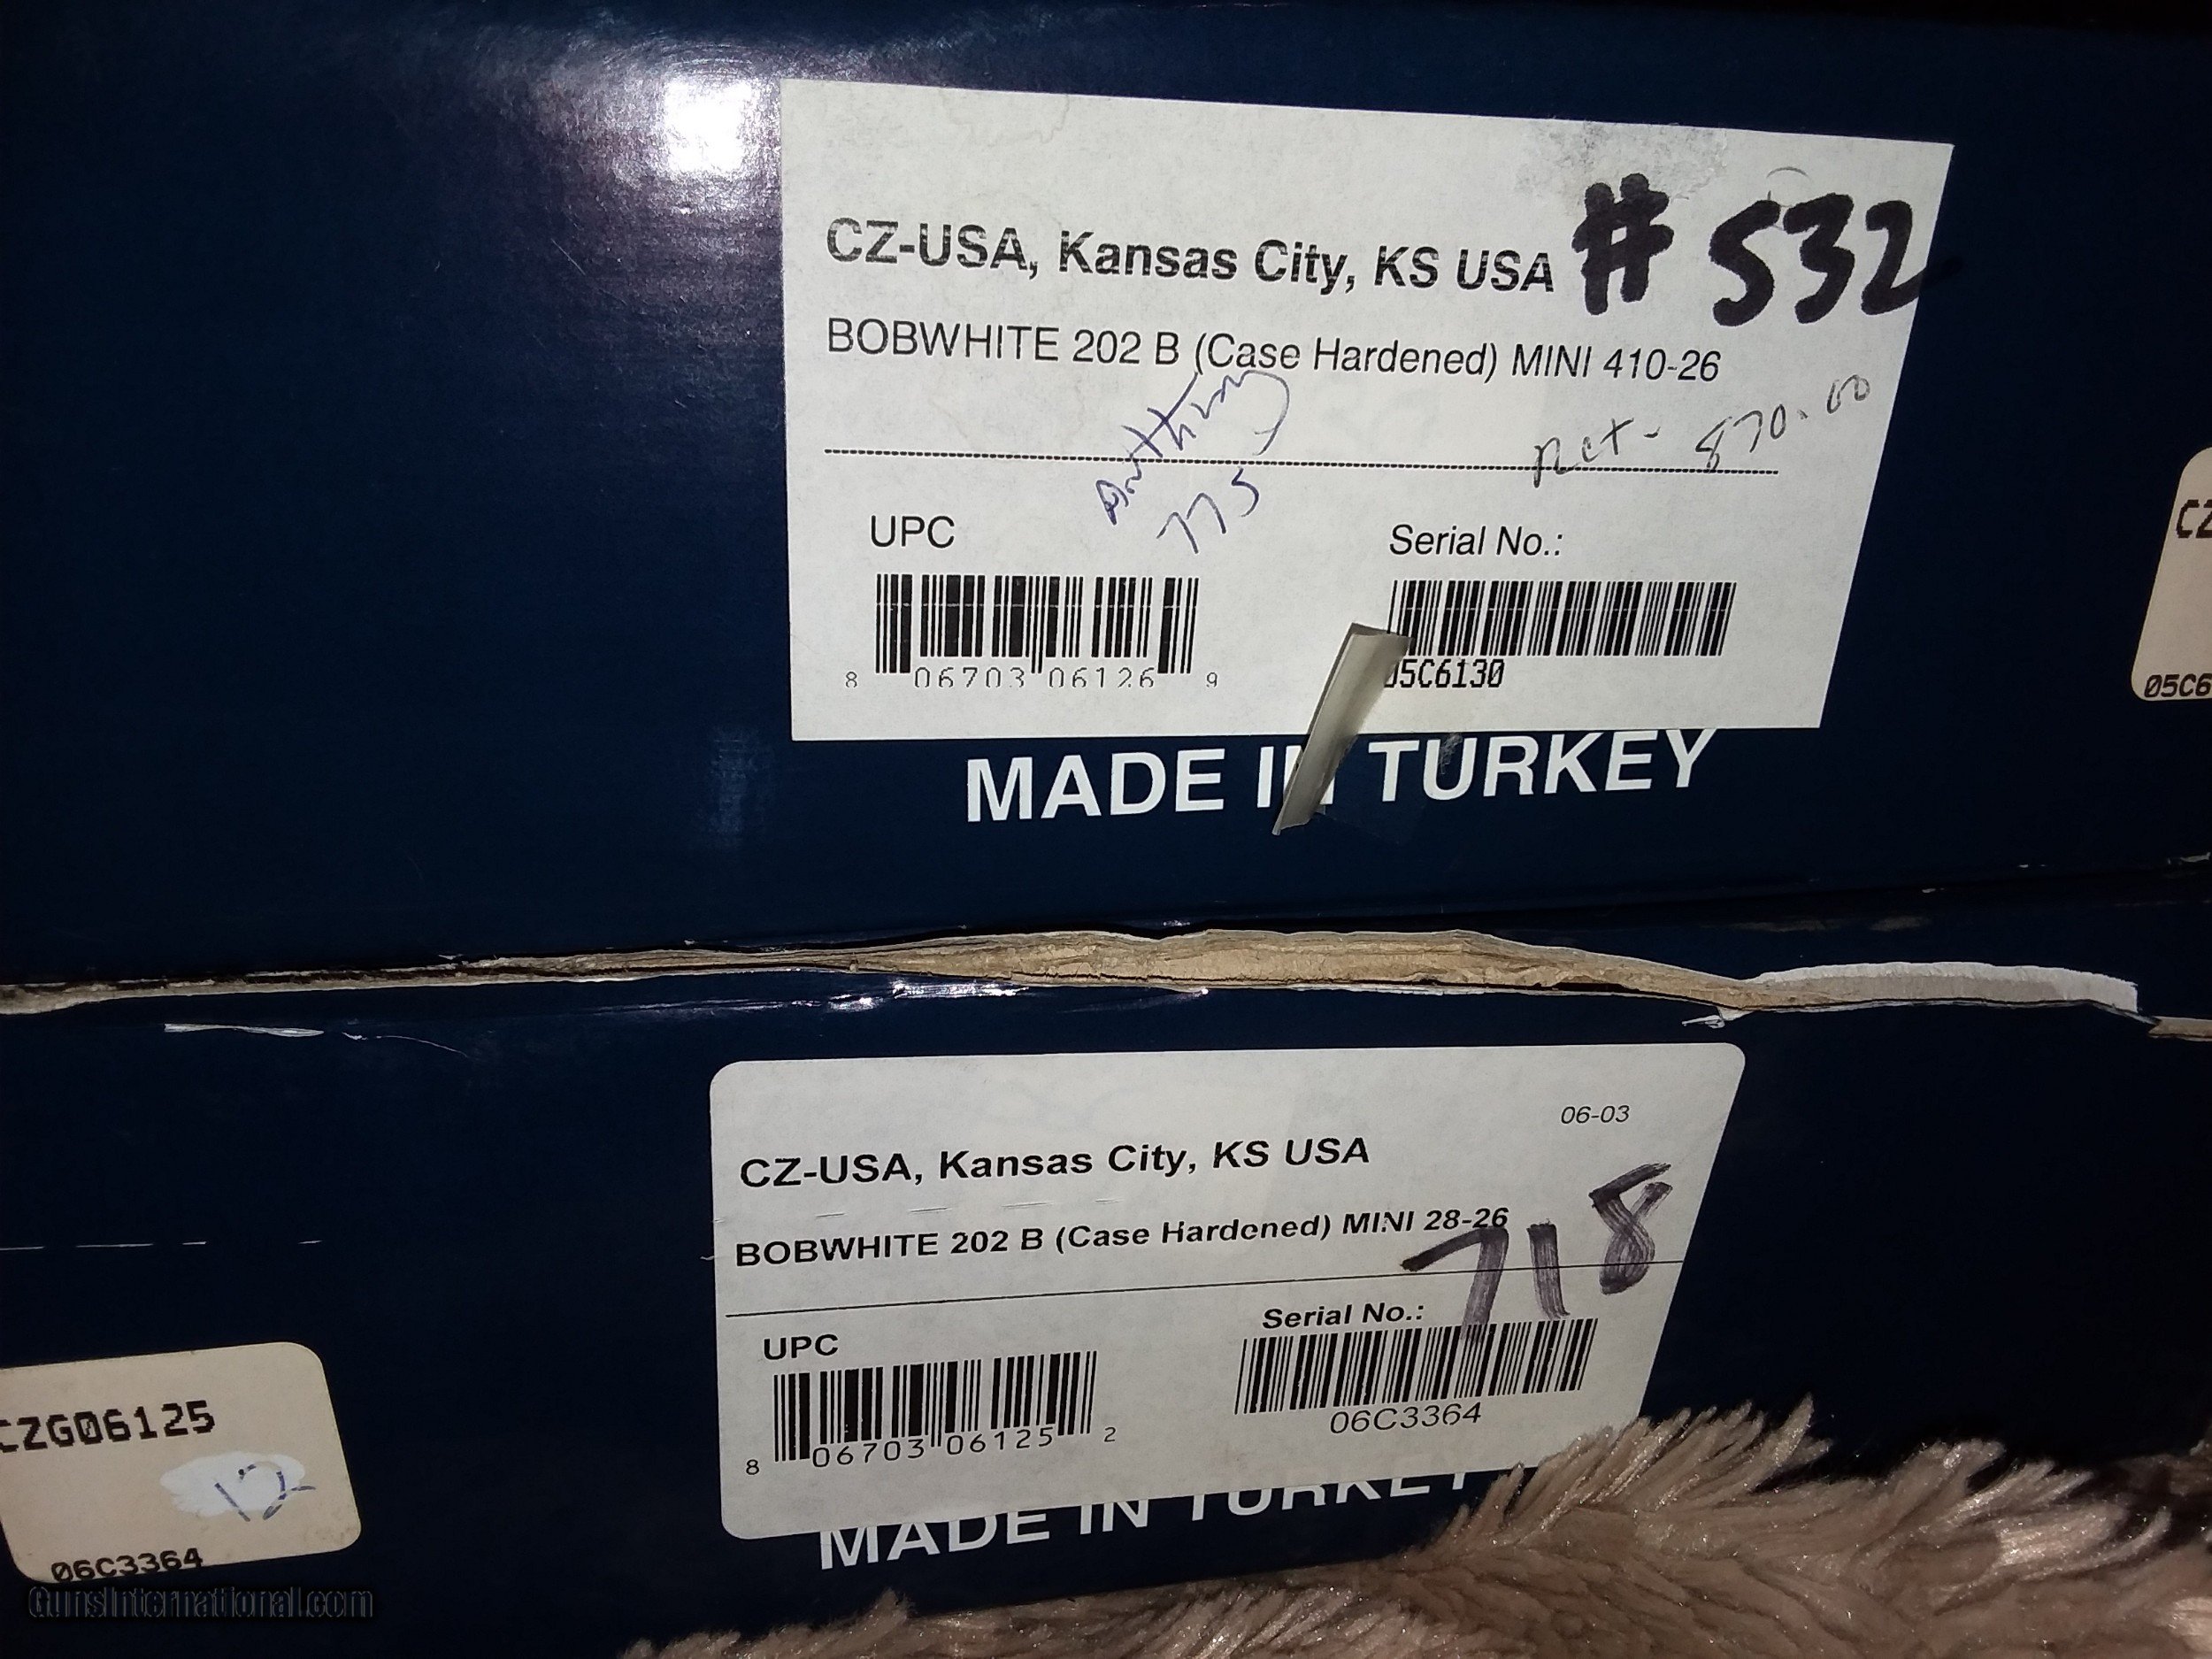 CZ-USA, Kansas City, KS USA # 532
BOBWHITE 202 B (Case Hardened) MINI 410-26
Anthony
775
870.00
UPC
Serial No.:
8 06703 06126 9
05C6130
MADE IN TURKEY
CZ
05C6
06-03
CZ-USA, Kansas City, KS USA
BOBWHITE 202 B (Case Hardened) MINI 28-26
718
UPC
Serial No.:
8 06703 06125 2
06C3364
MADE IN TURKEY
CZG06125
12
06C3364
GunsInternational.com